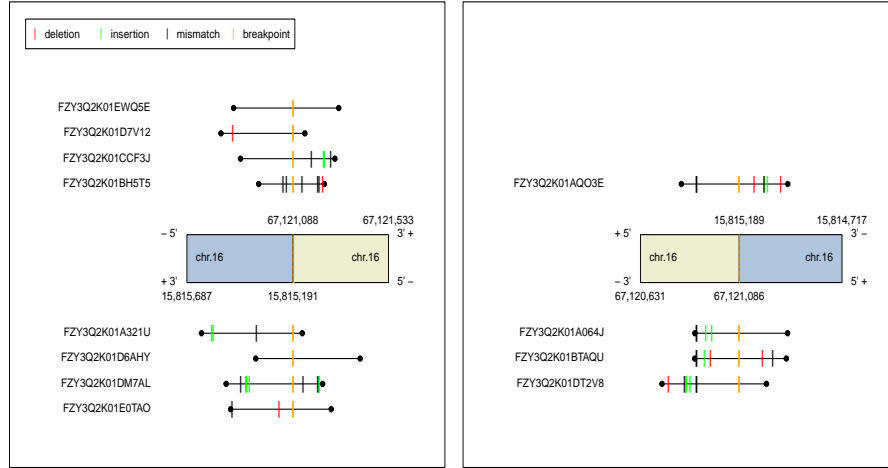 deletion insertion mismatch breakpoint
FZY3Q2K01EWQ5E
FZY3Q2K01D7V12
FZY3Q2K01CCF3J
FZY3Q2K01BH5T5
67,121,088 67,121,533
– 5' 3' +
chr.16 chr.16
+ 3' 5' –
15,815,687 15,815,191
FZY3Q2K01A321U
FZY3Q2K01D6AHY
FZY3Q2K01DM7AL
FZY3Q2K01E0TAO
FZY3Q2K01AQO3E
15,815,189 15,814,717
+ 5' 3' –
chr.16 chr.16
– 3' 5' +
67,120,631 67,121,086
FZY3Q2K01A064J
FZY3Q2K01BTAQU
FZY3Q2K01DT2V8